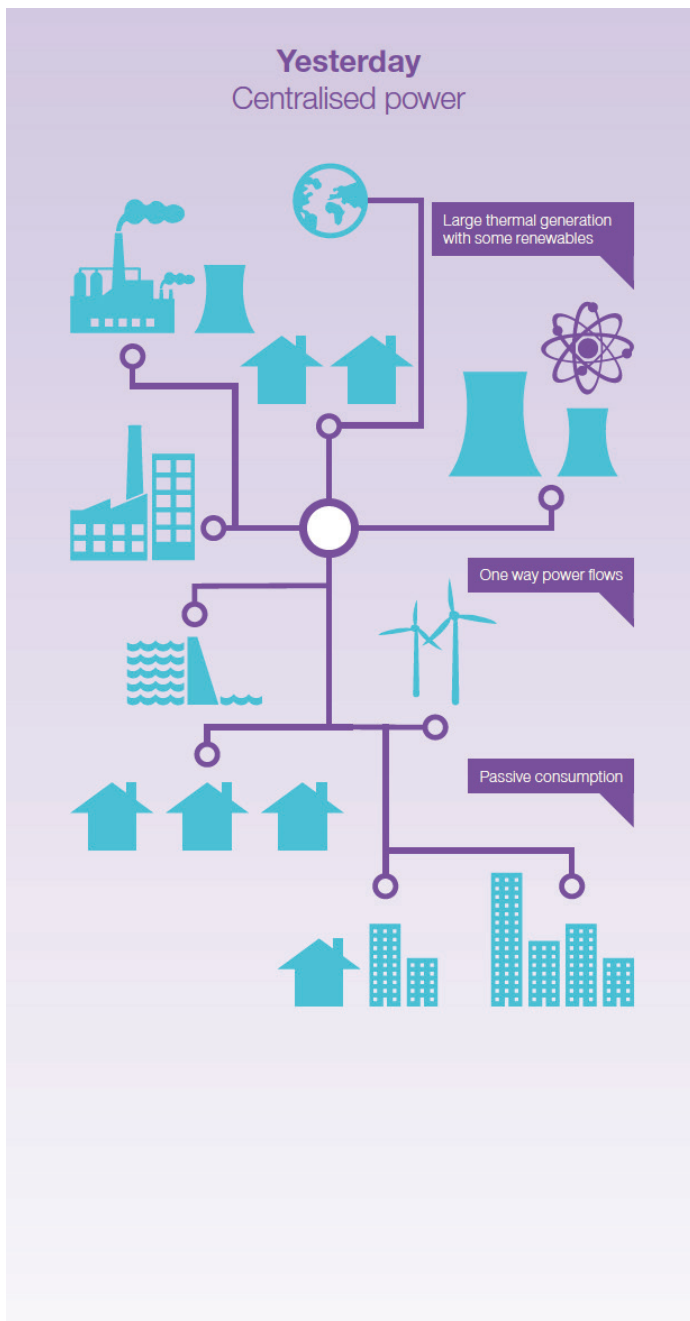 Yesterday
Centralised power
Large thermal generation
with some renewables
One way power flows
Passive consumption